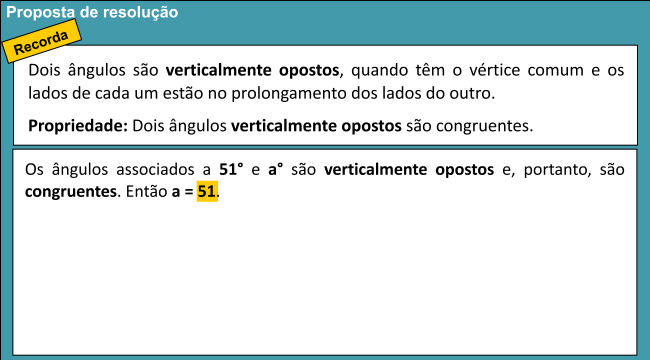 Proposta de resolução
Recorda
Dois ângulos são verticalmente opostos, quando têm o vértice comum e os
lados de cada um estão no prolongamento dos lados do outro.
Propriedade: Dois ângulos verticalmente opostos são congruentes.
Os ângulos associados a 51° e a° são verticalmente opostos e, portanto, são
congruentes. Então a = 51.